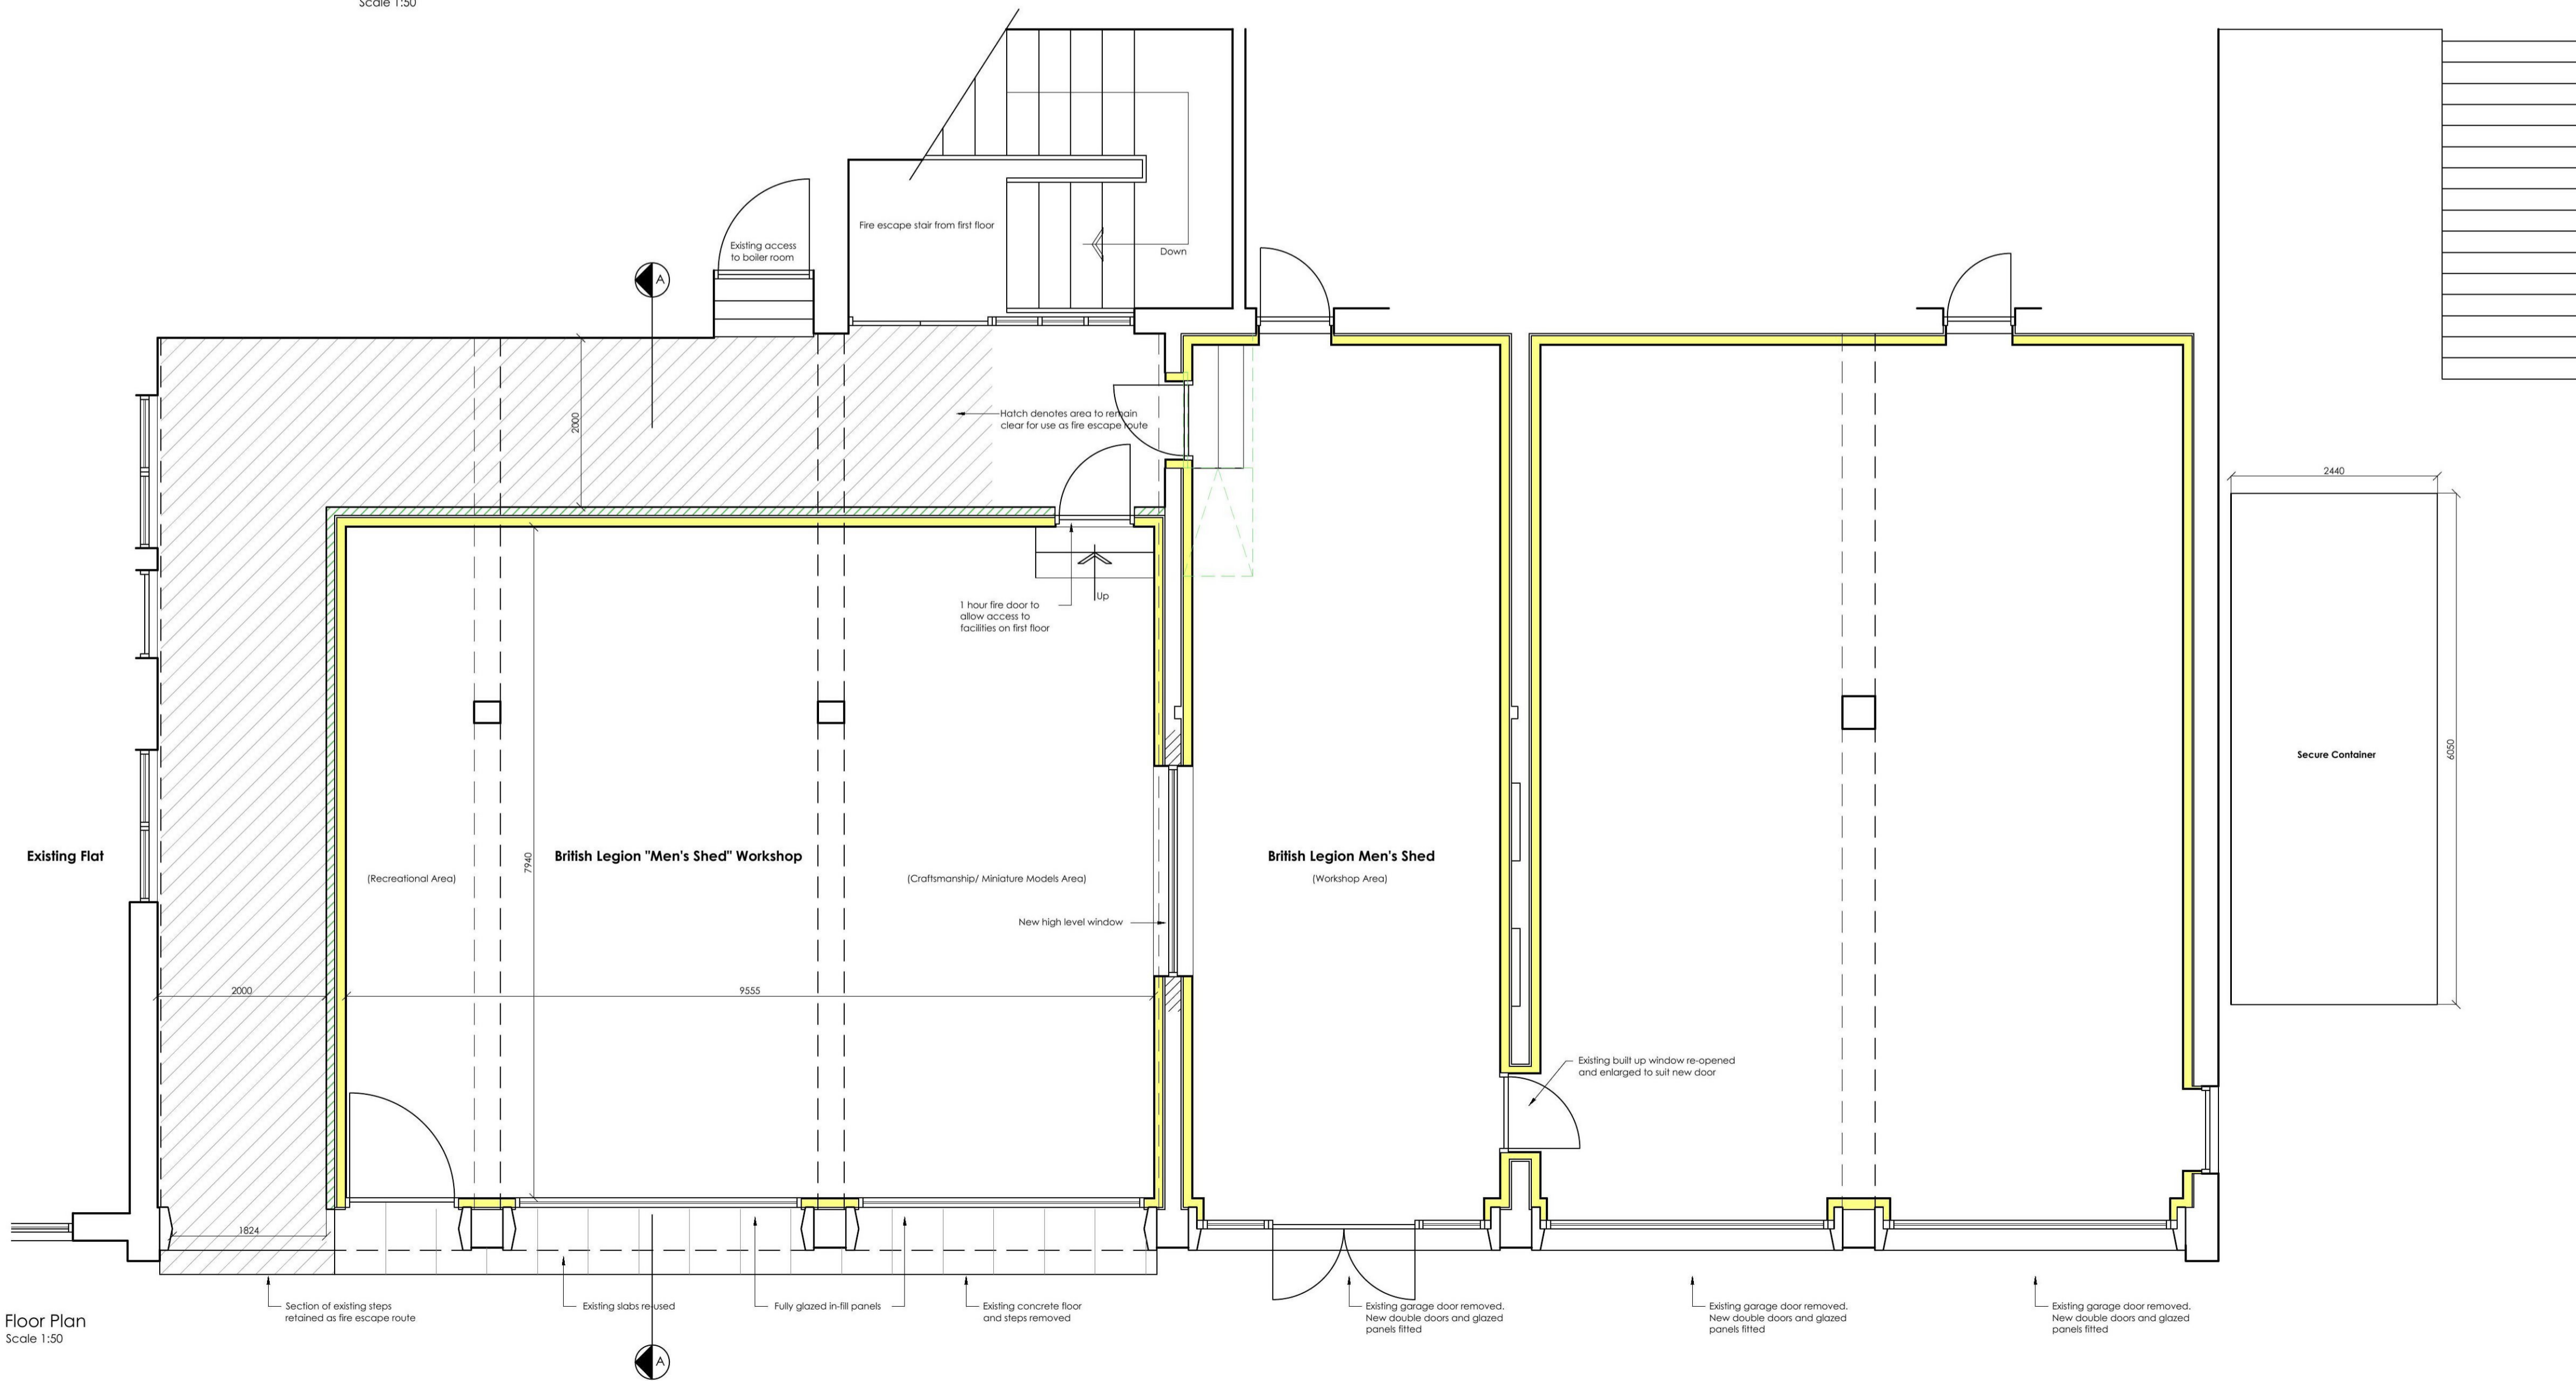 Scale 1:50
Fire escape stair from first floor
Down
Existing access
to boiler room
A
2000
Hatch denotes area to remain
clear for use as fire escape route
2440
Up
1 hour fire door to
allow access to
facilities on first floor
Secure Container
6050
Existing Flat
7940
British Legion "Men's Shed" Workshop
(Recreational Area)
(Craftsmanship/ Miniature Models Area)
British Legion Men's Shed
(Workshop Area)
New high level window
2000
9555
Existing built up window re-opened
and enlarged to suit new door
1824
Section of existing steps
retained as fire escape route
Existing slabs re-used
Fully glazed in-fill panels
Existing concrete floor
and steps removed
Existing garage door removed.
New double doors and glazed
panels fitted
Existing garage door removed.
New double doors and glazed
panels fitted
Existing garage door removed.
New double doors and glazed
panels fitted
Floor Plan
Scale 1:50
A